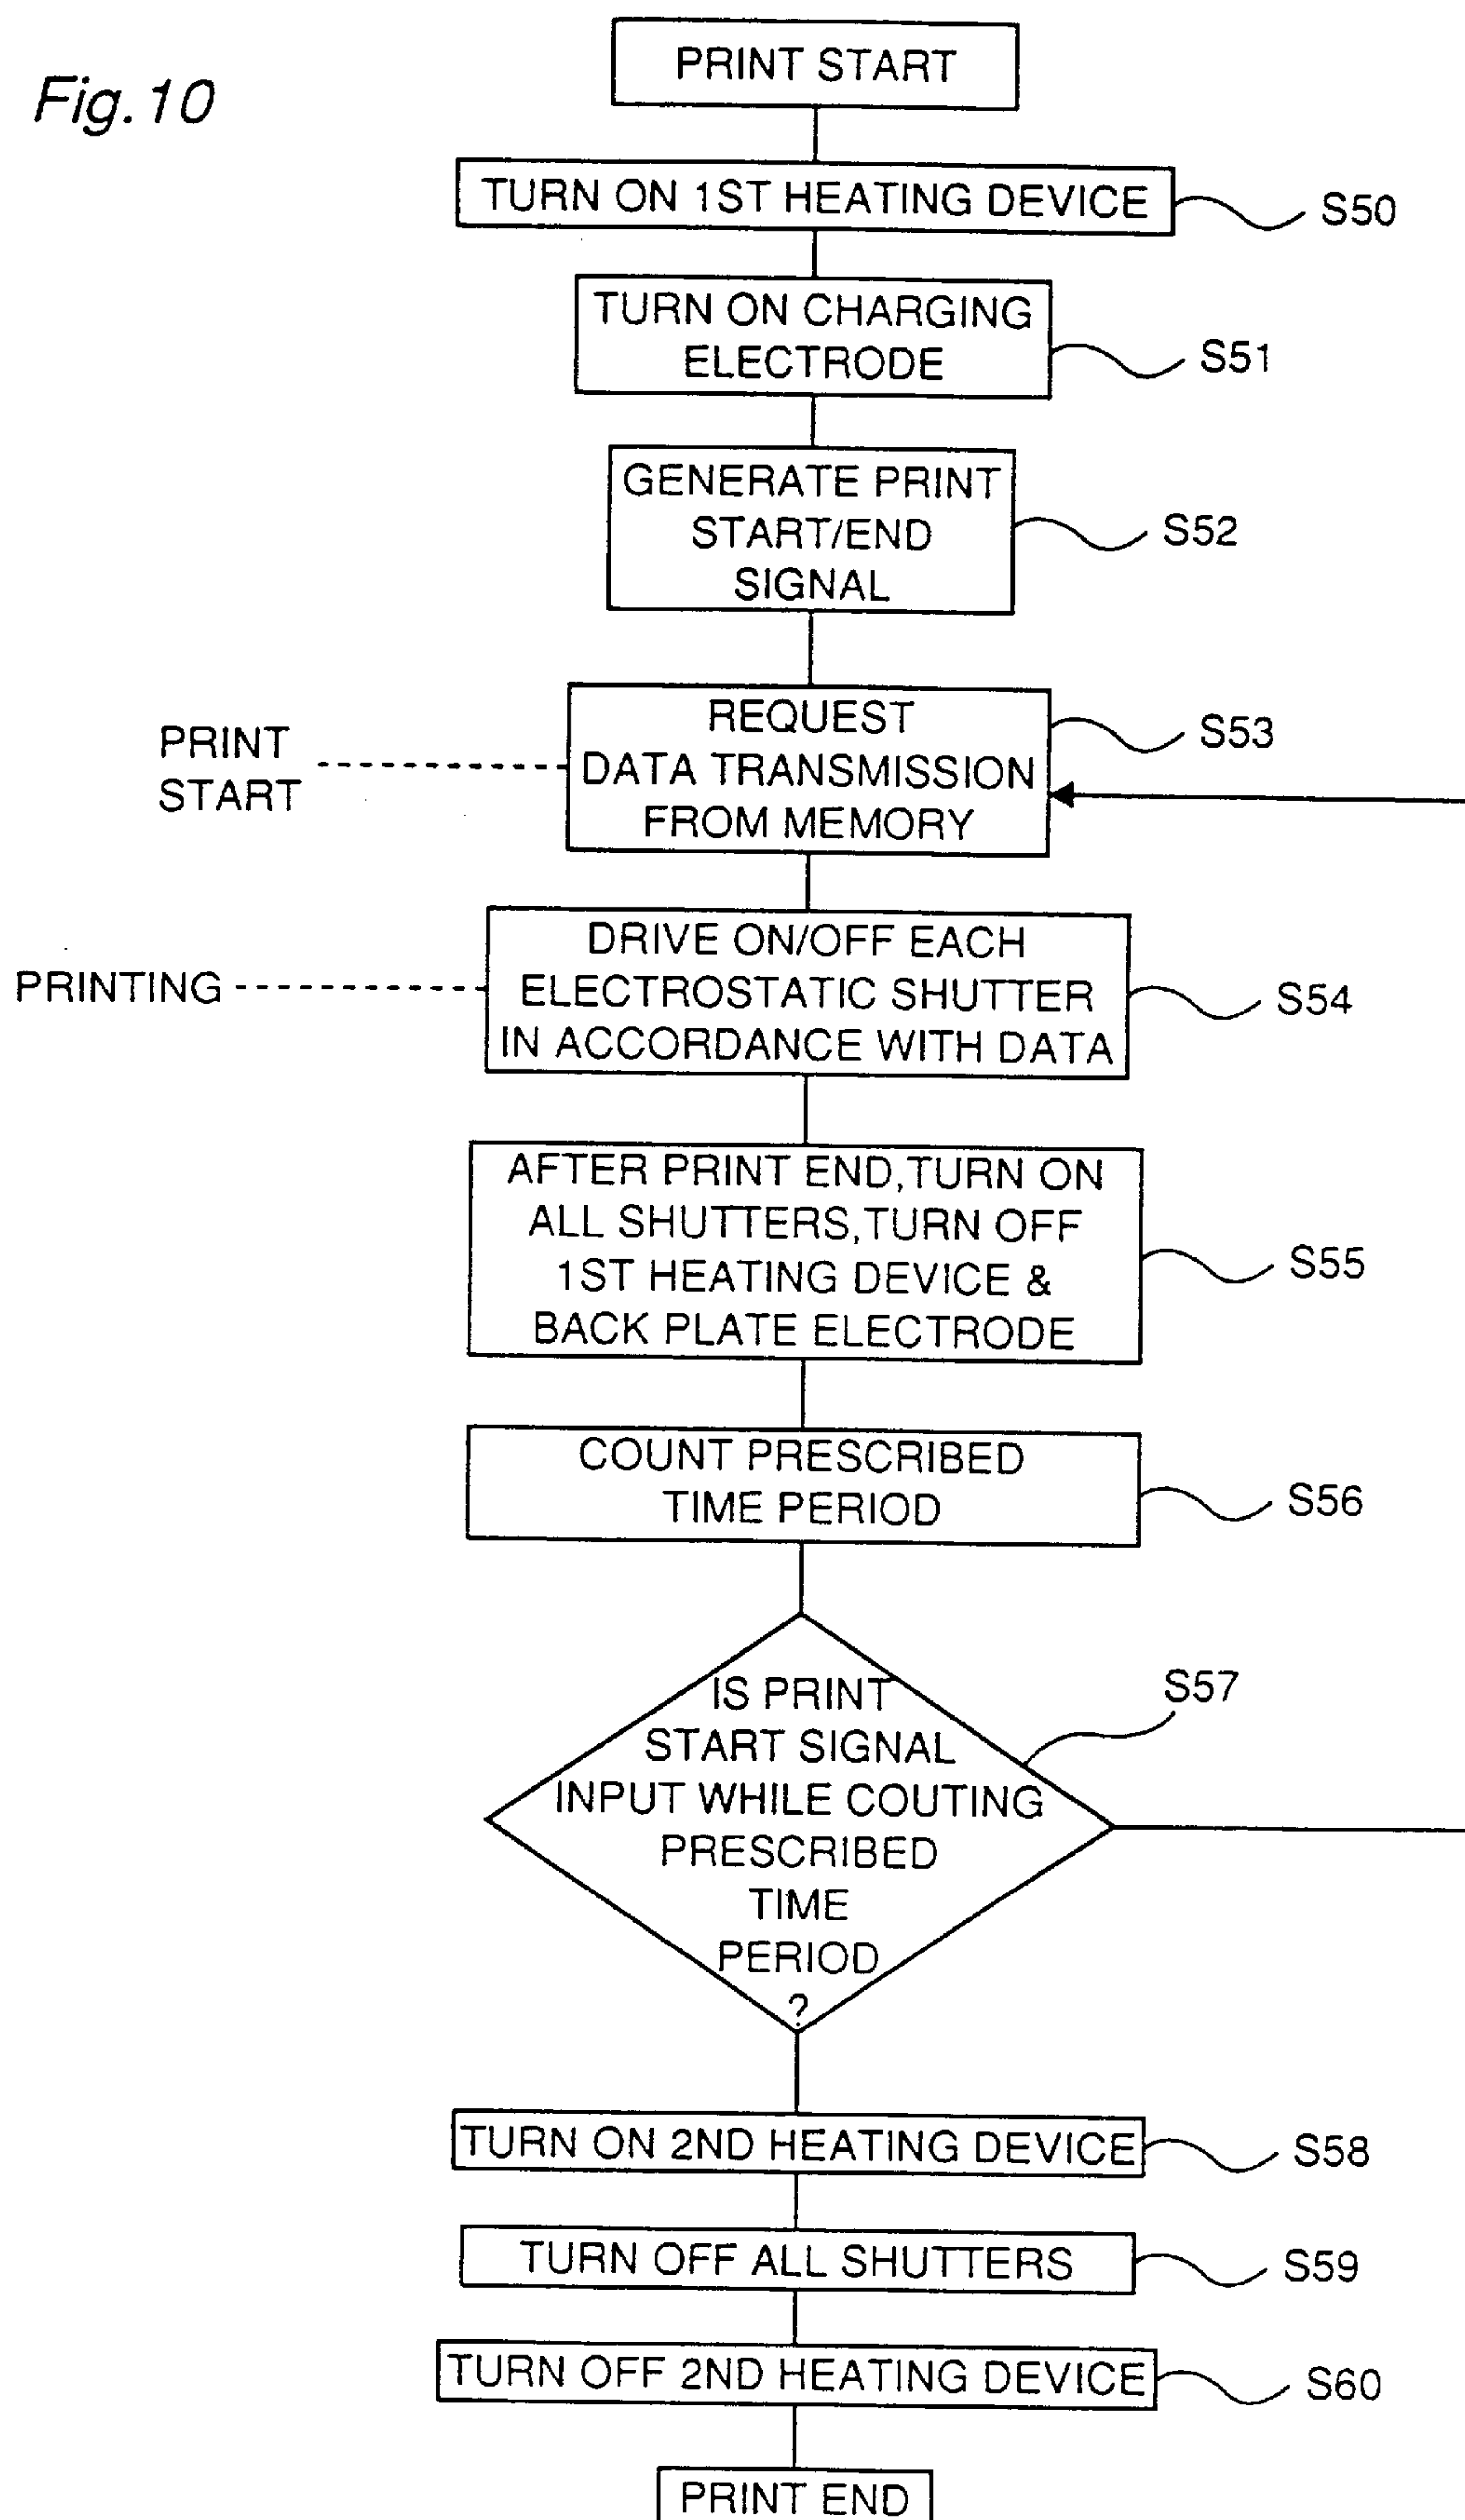 Fig.10
PRINT START
TURN ON 1ST HEATING DEVICE
S50
TURN ON CHARGING
ELECTRODE
S51
GENERATE PRINT
START/END
SIGNAL
S52
PRINT
START
REQUEST
DATA TRANSMISSION
FROM MEMORY
S53
PRINTING
DRIVE ON/OFF EACH
ELECTROSTATIC SHUTTER
IN ACCORDANCE WITH DATA
S54
AFTER PRINT END,TURN ON
ALL SHUTTERS,TURN OFF
1ST HEATING DEVICE &
BACK PLATE ELECTRODE
S55
COUNT PRESCRIBED
TIME PERIOD
S56
IS PRINT
START SIGNAL
INPUT WHILE COUTING
PRESCRIBED
TIME
PERIOD
?
S57
TURN ON 2ND HEATING DEVICE
S58
TURN OFF ALL SHUTTERS
S59
TURN OFF 2ND HEATING DEVICE
S60
PRINT END